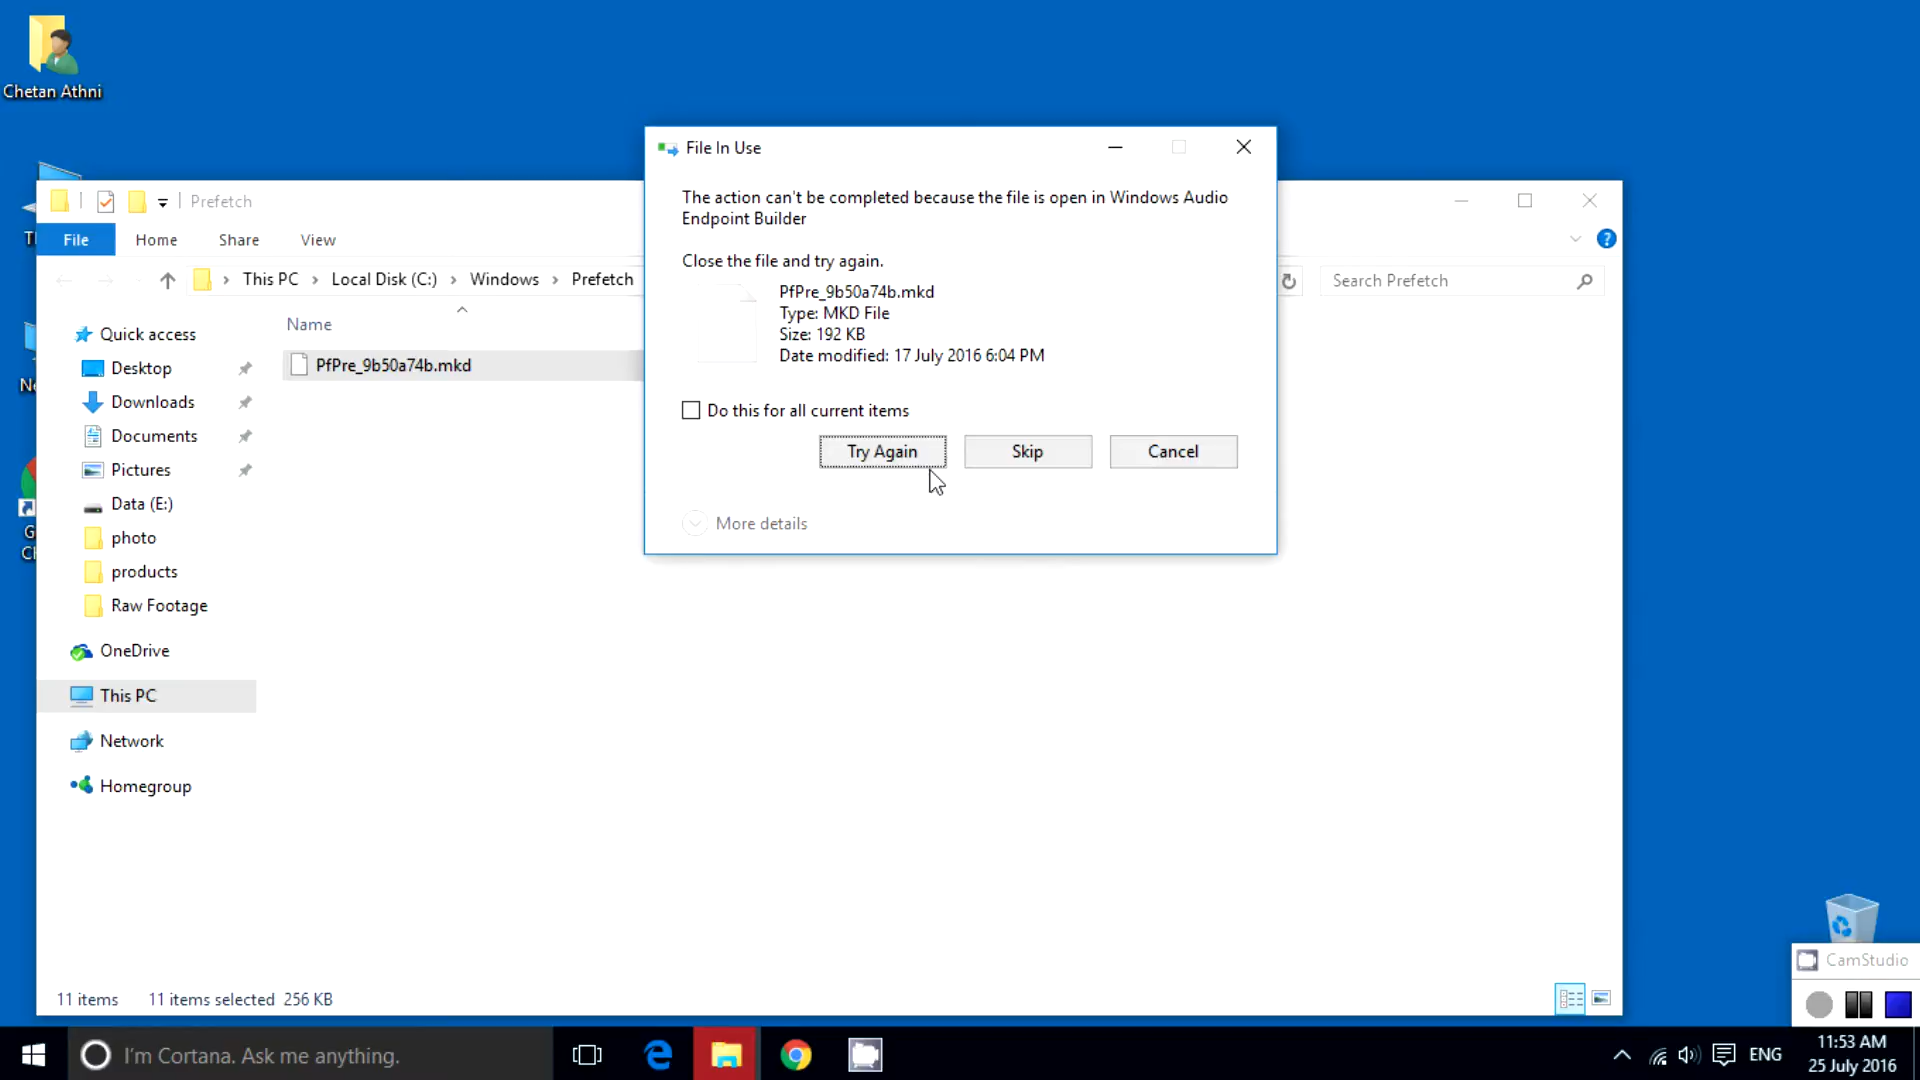 Chetan Athni
File In Use
The action can't be completed because the file is open in Windows Audio
Endpoint Builder
Close the file and try again.
PfPre_9b50a74b.mkd
Type: MKD File
Size: 192 KB
Date modified: 17 July 2016 6:04 PM
Do this for all current items
Try Again
Skip
Cancel
More details
Prefetch
File
Home
Share
View
This PC
Local Disk (C:)
Windows
Prefetch
Search Prefetch
Name
PfPre_9b50a74b.mkd
Quick access
Desktop
Downloads
Documents
Pictures
Data (E:)
photo
products
Raw Footage
OneDrive
This PC
Network
Homegroup
11 items
11 items selected 256 KB
CamStudio
I'm Cortana. Ask me anything.
ENG
11:53 AM
25 July 2016